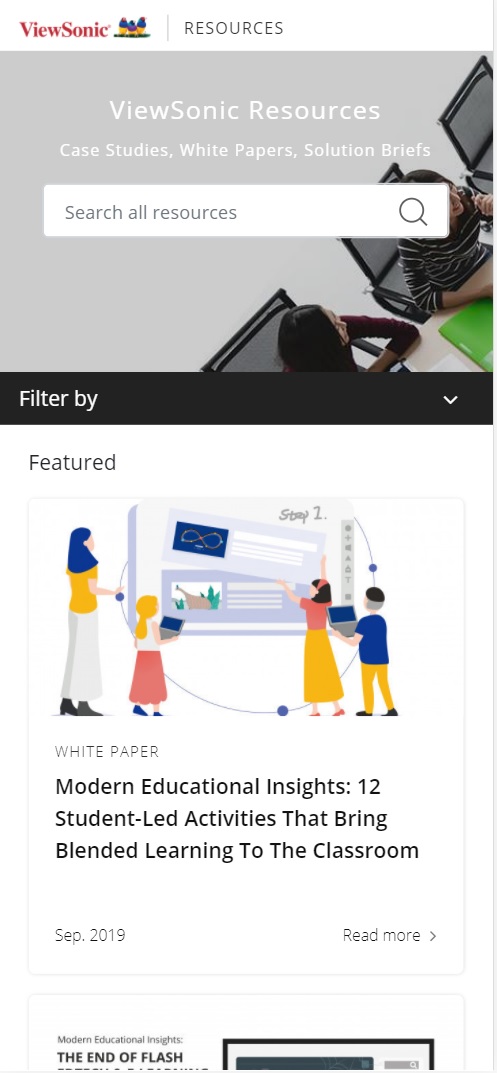 ViewSonic RESOURCES
ViewSonic Resources
Case Studies, White Papers, Solution Briefs
Search all resources
Filter by
Featured
Step 1.
WHITE PAPER
Modern Educational Insights: 12
Student-Led Activities That Bring
Blended Learning To The Classroom
Sep. 2019 Read more
Modern Educational Insights:
THE END OF FLASH